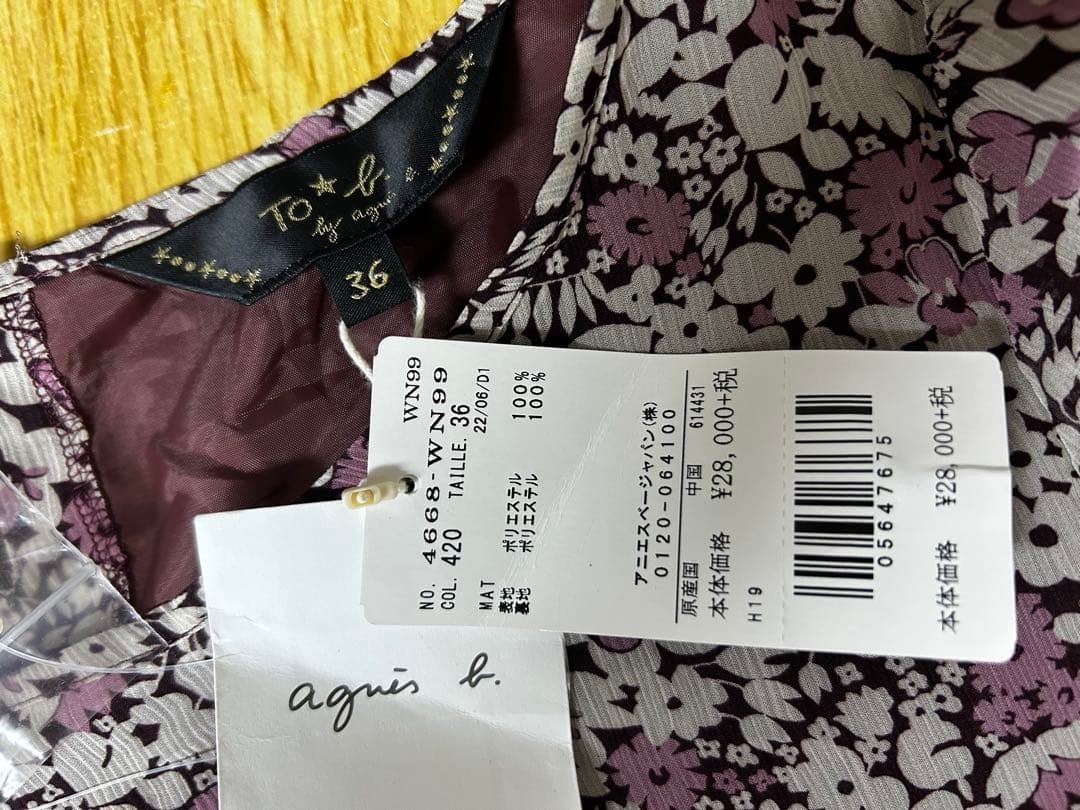 TO★b.
by agnès b.
36
WN99
NO. 4668-WN99
COL. 420 TAILLE. 36
22/06/D1
MAT
表地 ポリエステル 100%
裏地 ポリエステル 100%
アニエスベージャパン(株)
0120-064100
原産国 中国 614431
本体価格 ¥28,000+税
H19
05647675
本体価格 ¥28,000+税
agnès b.